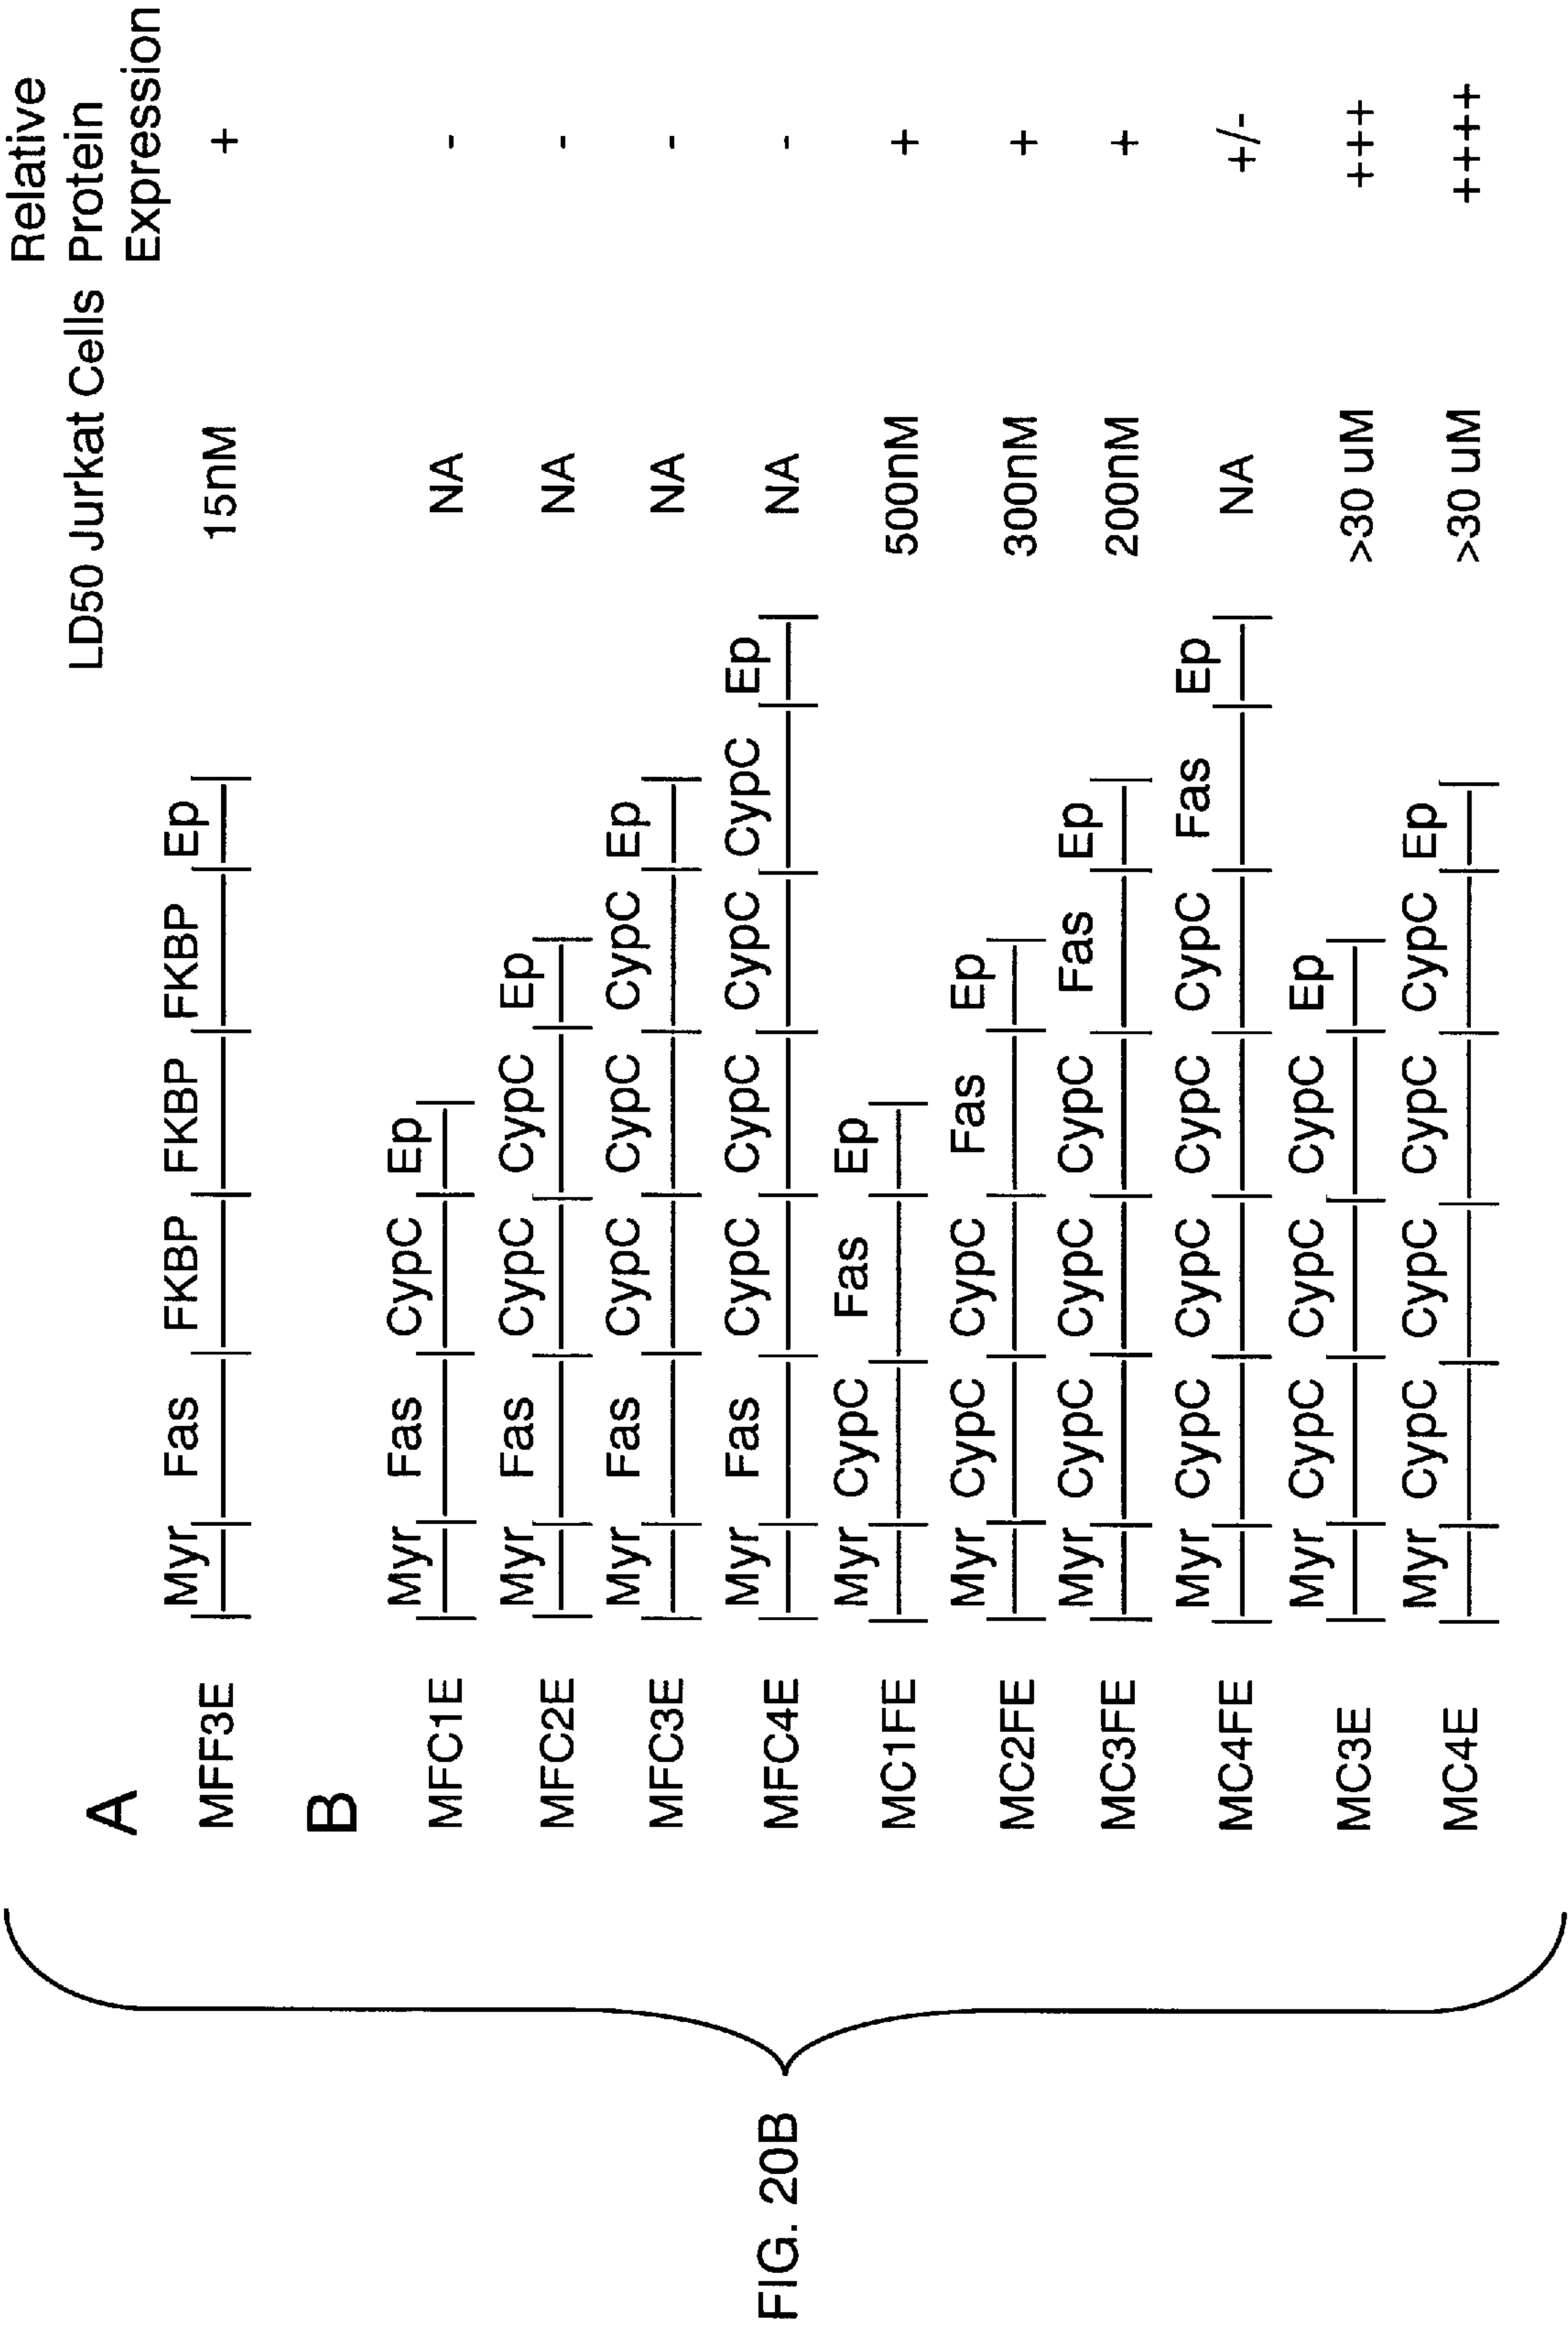 Relative
LD50 Jurkat Cells Protein
Expression
A
Myr Fas FKBP FKBP FKBP Ep
MFF3E 15nM +
B
Myr Fas CypC Ep
MFC1E NA -
Myr Fas CypC CypC Ep
MFC2E NA -
Myr Fas CypC CypC CypC Ep
MFC3E NA -
Myr Fas CypC CypC CypC CypC Ep
MFC4E NA -
Myr CypC Fas Ep
MC1FE 500nM +
Myr CypC CypC Fas Ep
MC2FE 300nM +
Myr CypC CypC CypC Fas Ep
MC3FE 200nM +
Myr CypC CypC CypC CypC Fas Ep
MC4FE NA +/-
Myr CypC CypC CypC Ep
MC3E >30 uM +++
Myr CypC CypC CypC CypC Ep
MC4E >30 uM ++++
FIG. 20B